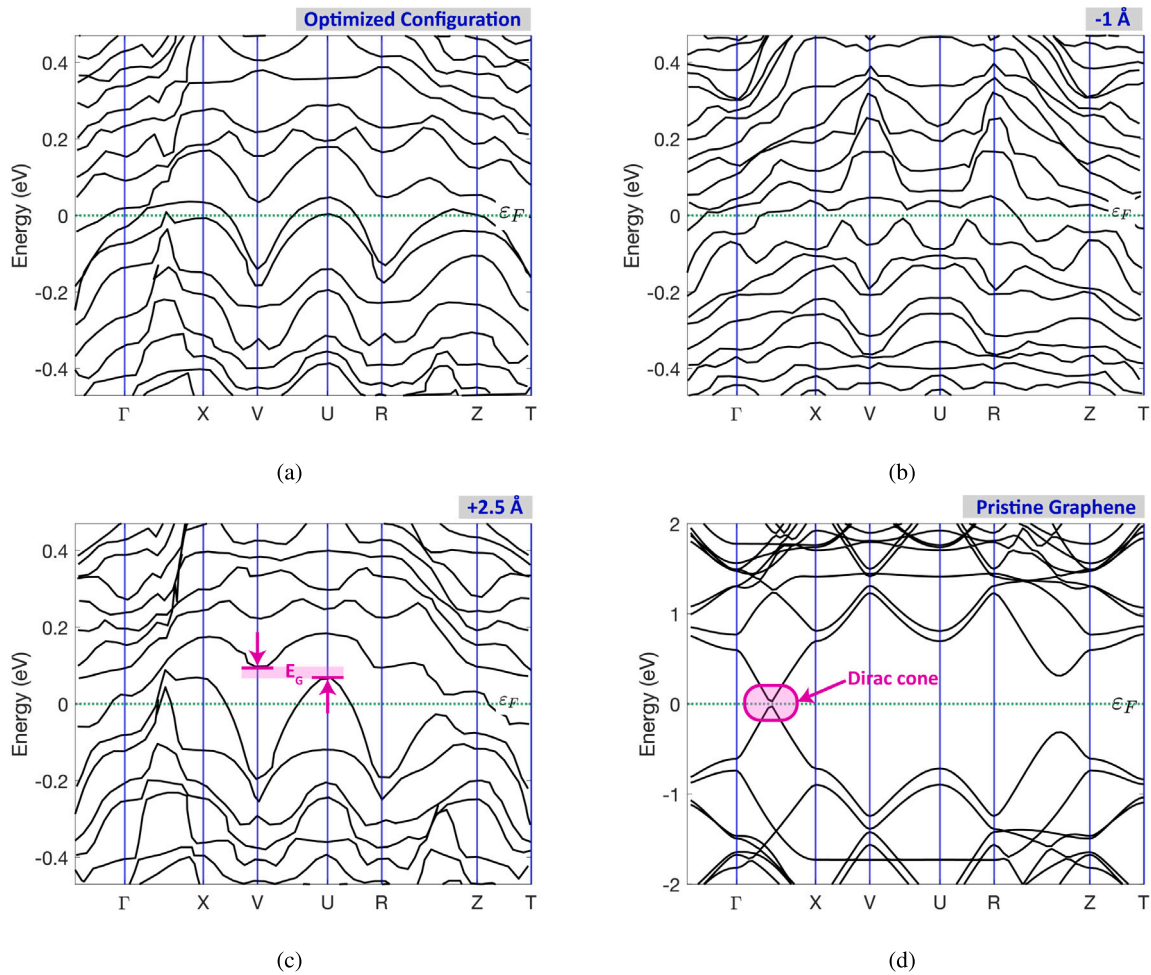 Optimized Configuration
-1 Å
0.4
0.2
0
-0.2
-0.4
Energy (eV)
εF
Γ X V U R Z T
0.4
0.2
0
-0.2
-0.4
Energy (eV)
εF
Γ X V U R Z T
(a)
(b)
+2.5 Å
Pristine Graphene
0.4
0.2
0
-0.2
-0.4
Energy (eV)
EG
εF
Γ X V U R Z T
2
1
0
-1
-2
Energy (eV)
Dirac cone
εF
Γ X V U R Z T
(c)
(d)